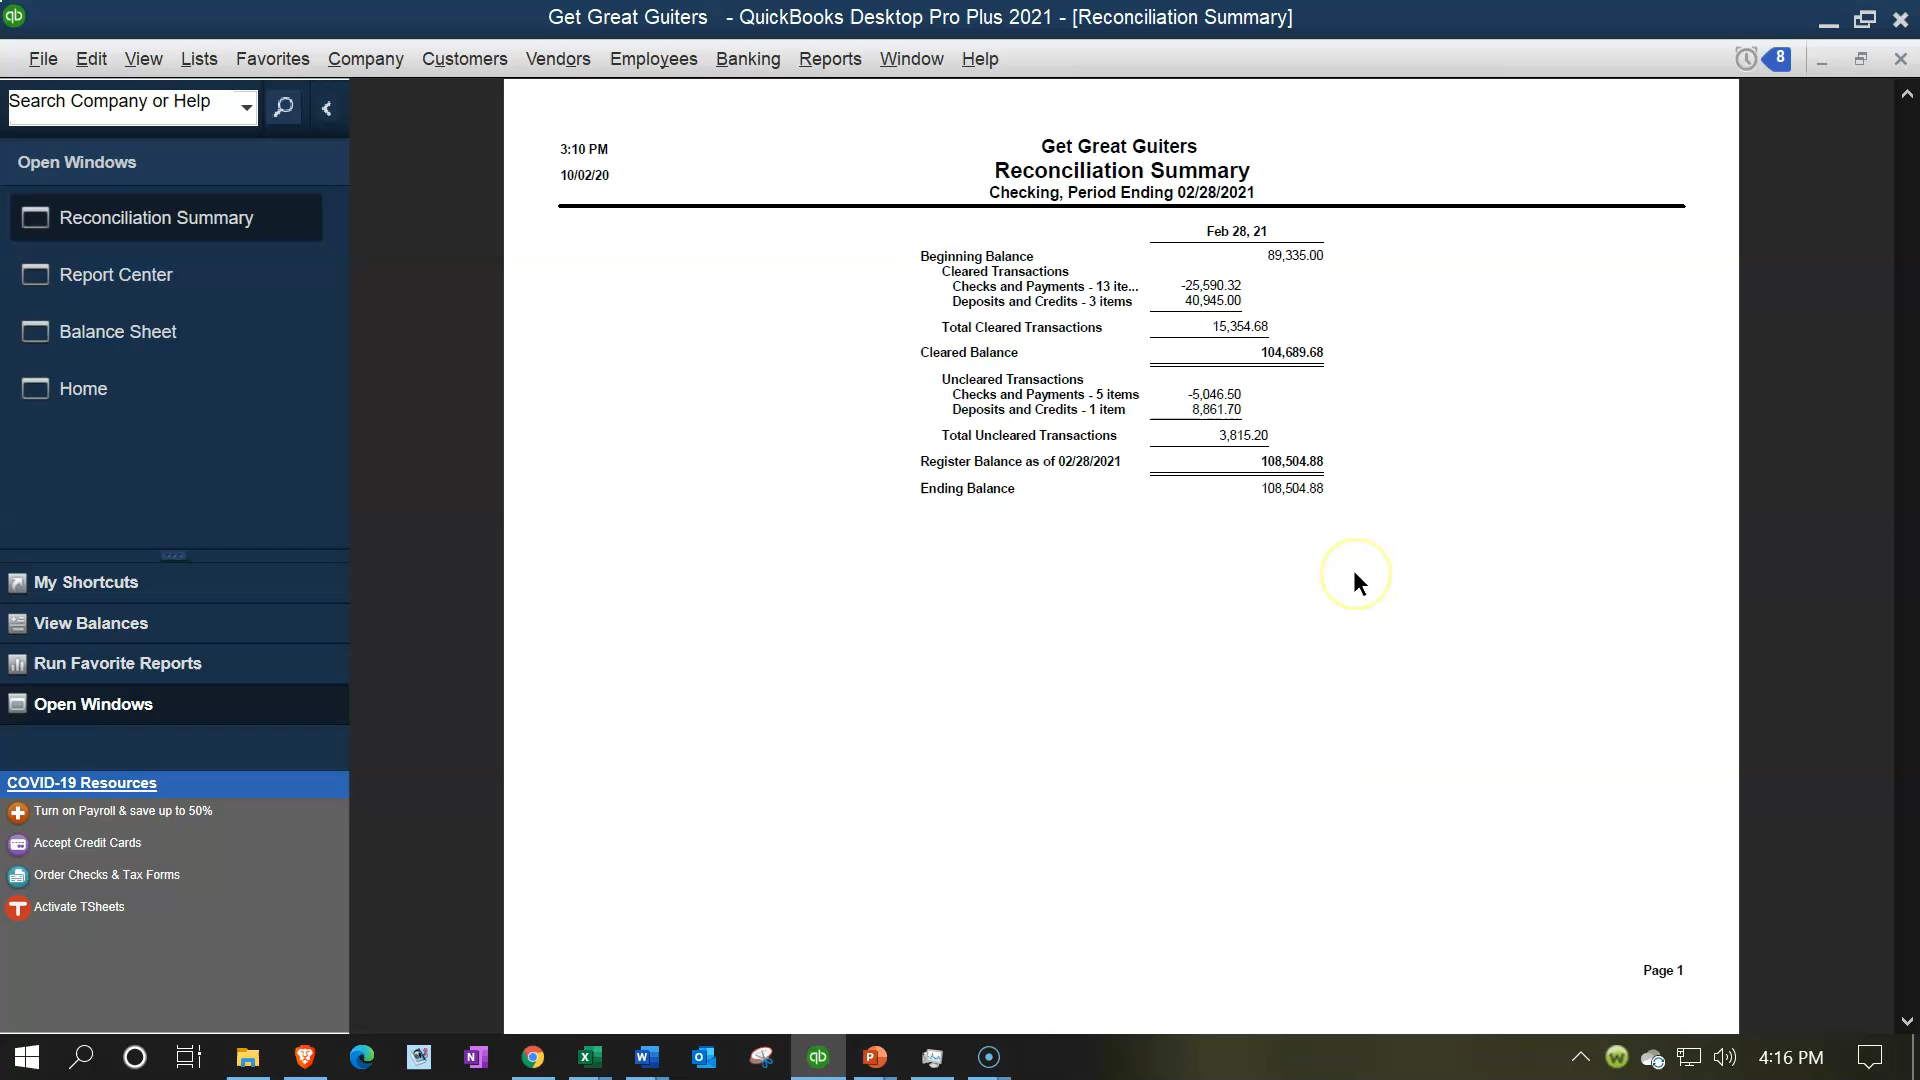 qb
Get Great Guiters - QuickBooks Desktop Pro Plus 2021 - [Reconciliation Summary]
File Edit View Lists Favorites Company Customers Vendors Employees Banking Reports Window Help
8
Search Company or Help
Open Windows
Reconciliation Summary
Report Center
Balance Sheet
Home
My Shortcuts
View Balances
Run Favorite Reports
Open Windows
COVID-19 Resources
Turn on Payroll & save up to 50%
Accept Credit Cards
Order Checks & Tax Forms
Activate TSheets
3:10 PM
10/02/20
Get Great Guiters
Reconciliation Summary
Checking, Period Ending 02/28/2021
Feb 28, 21
Beginning Balance 89,335.00
Cleared Transactions
Checks and Payments - 13 ite... -25,590.32
Deposits and Credits - 3 items 40,945.00
Total Cleared Transactions 15,354.68
Cleared Balance 104,689.68
Uncleared Transactions
Checks and Payments - 5 items -5,046.50
Deposits and Credits - 1 item 8,861.70
Total Uncleared Transactions 3,815.20
Register Balance as of 02/28/2021 108,504.88
Ending Balance 108,504.88
Page 1
4:16 PM